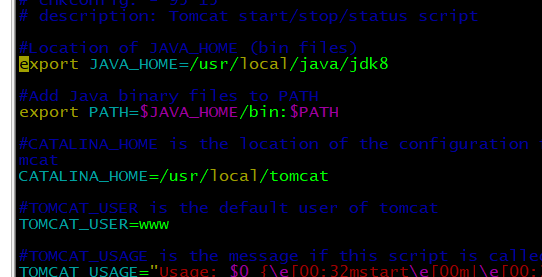 # chkconfig: - 95 15
# description: Tomcat start/stop/status script
#Location of JAVA_HOME (bin files)
export JAVA_HOME=/usr/local/java/jdk8
#Add Java binary files to PATH
export PATH=$JAVA_HOME/bin:$PATH
#CATALINA_HOME is the location of the configuration
mcat
CATALINA_HOME=/usr/local/tomcat
#TOMCAT_USER is the default user of tomcat
TOMCAT_USER=www
#TOMCAT_USAGE is the message if this script is called
TOMCAT_USAGE="Usage: $0 {\e[00;32mstart\e[00m|\e[00;